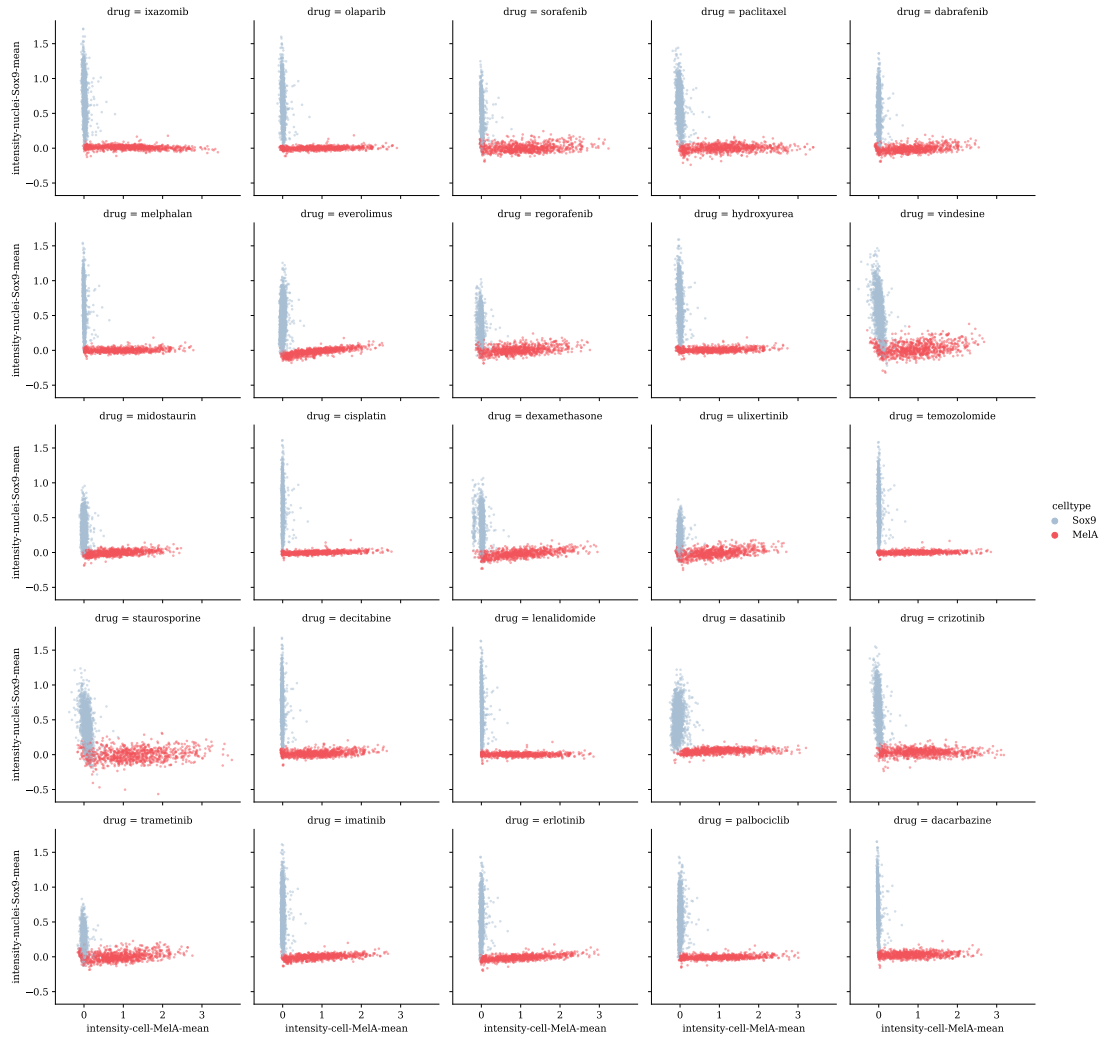 drug = ixazomib
drug = olaparib
drug = sorafenib
drug = paclitaxel
drug = dabrafenib
intensity-nuclei-Sox9-mean
1.5
1.0
0.5
0.0
−0.5
drug = melphalan
drug = everolimus
drug = regorafenib
drug = hydroxyurea
drug = vindesine
intensity-nuclei-Sox9-mean
1.5
1.0
0.5
0.0
−0.5
drug = midostaurin
drug = cisplatin
drug = dexamethasone
drug = ulixertinib
drug = temozolomide
intensity-nuclei-Sox9-mean
1.5
1.0
0.5
0.0
−0.5
celltype
Sox9
MelA
drug = staurosporine
drug = decitabine
drug = lenalidomide
drug = dasatinib
drug = crizotinib
intensity-nuclei-Sox9-mean
1.5
1.0
0.5
0.0
−0.5
drug = trametinib
drug = imatinib
drug = erlotinib
drug = palbociclib
drug = dacarbazine
intensity-nuclei-Sox9-mean
1.5
1.0
0.5
0.0
−0.5
0 1 2 3
0 1 2 3
0 1 2 3
0 1 2 3
0 1 2 3
intensity-cell-MelA-mean
intensity-cell-MelA-mean
intensity-cell-MelA-mean
intensity-cell-MelA-mean
intensity-cell-MelA-mean